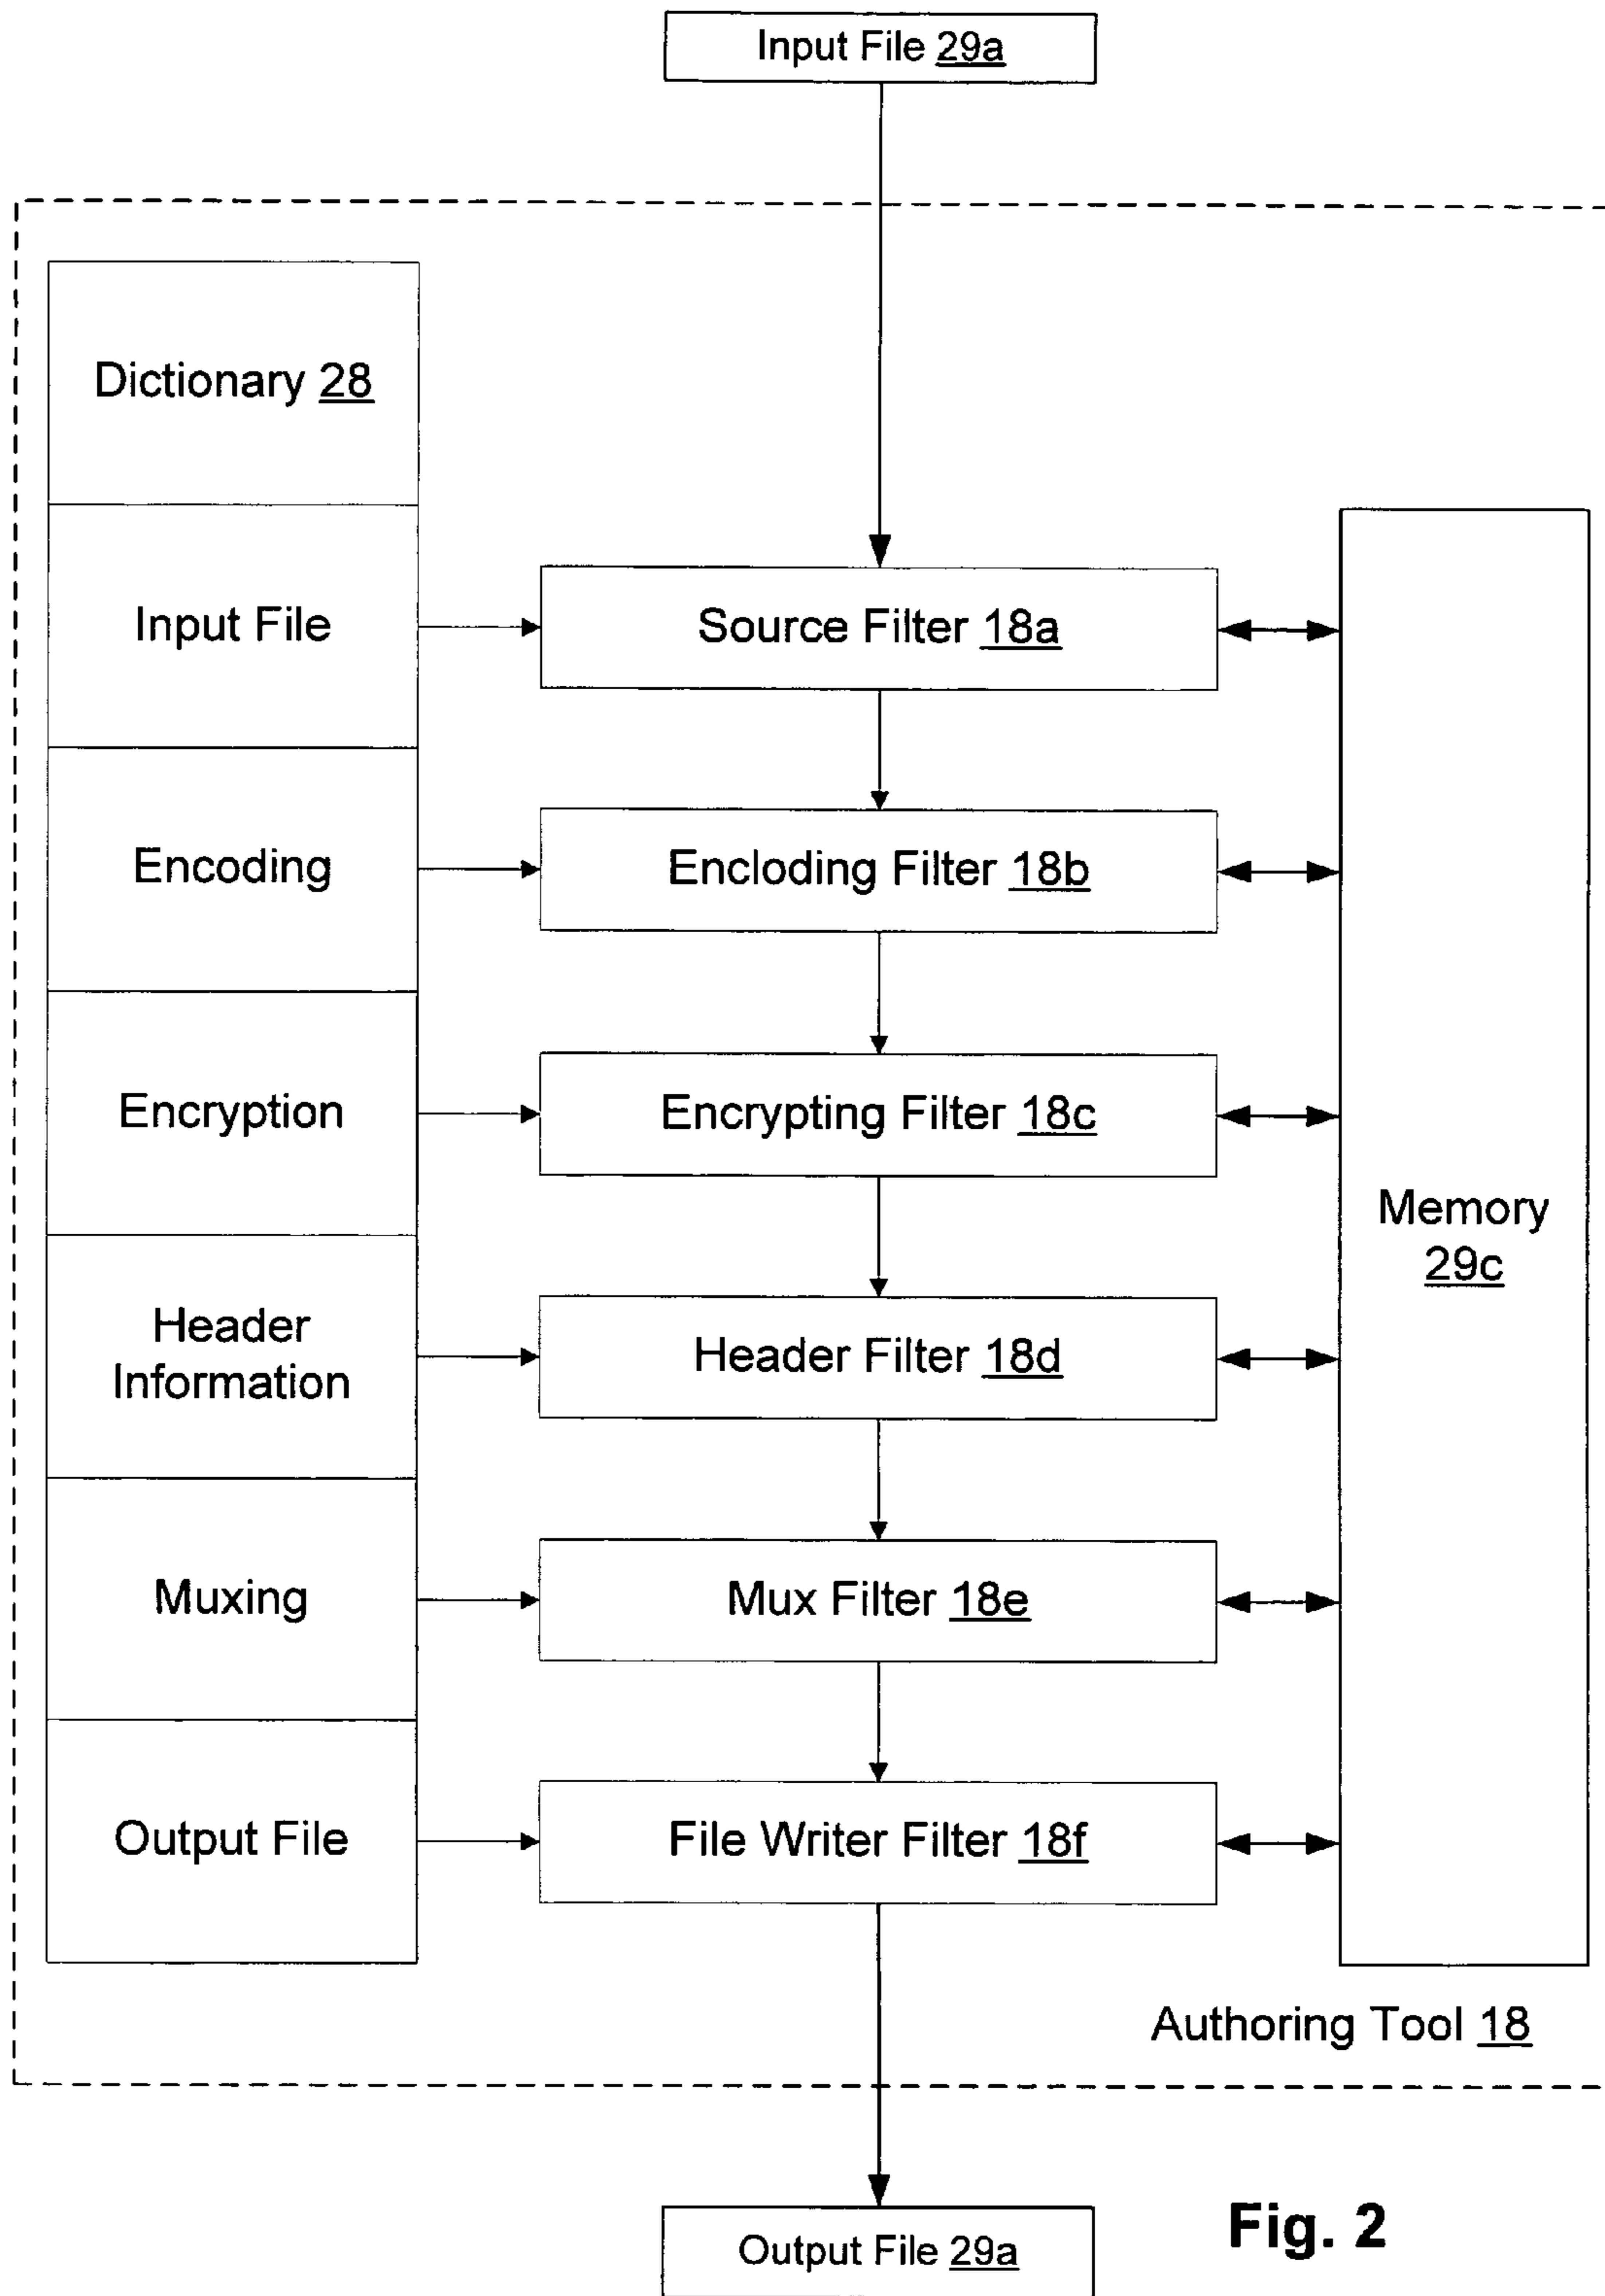 Input File 29a
Dictionary 28
Input File
Source Filter 18a
Encoding
Encloding Filter 18b
Encryption
Encrypting Filter 18c
Memory
29c
Header
Information
Header Filter 18d
Muxing
Mux Filter 18e
Output File
File Writer Filter 18f
Authoring Tool 18
Output File 29a
Fig. 2